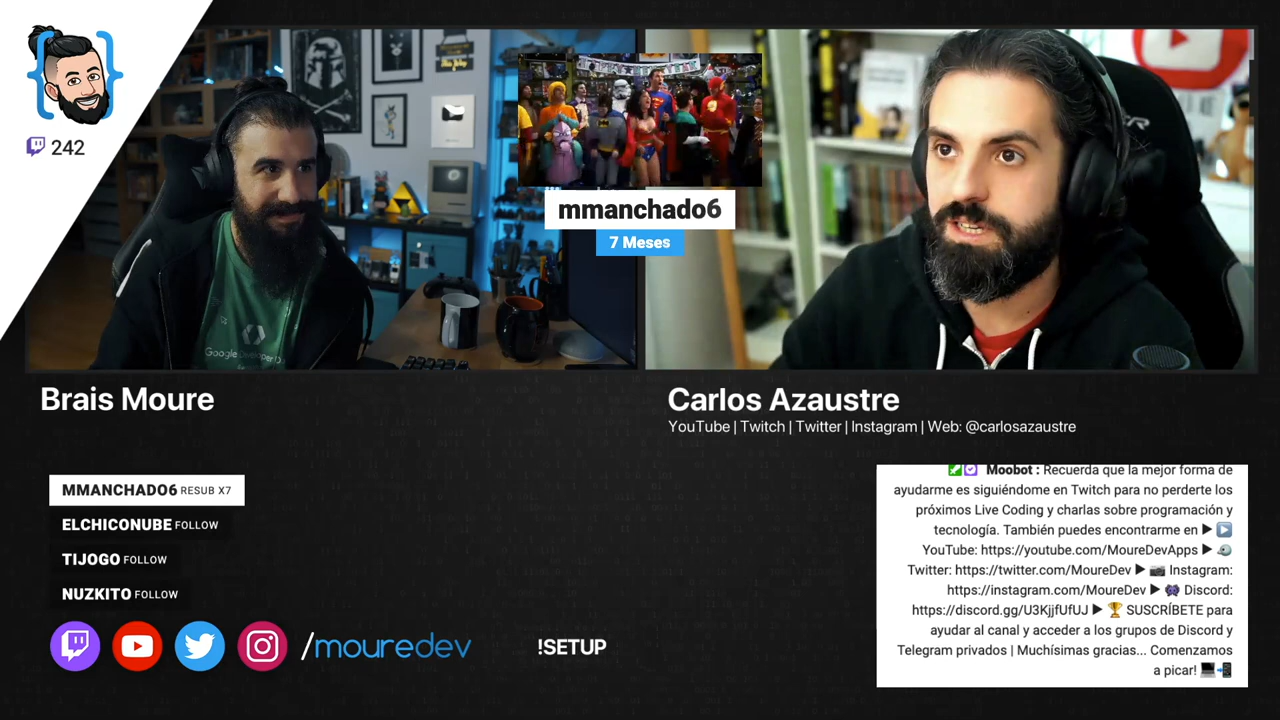 242
mmanchado6
7 Meses
Google Developer
Brais Moure
Carlos Azaustre
YouTube | Twitch | Twitter | Instagram | Web: @carlosazaustre
MMANCHADO6 RESUB X7
ELCHICONUBE FOLLOW
TIJOGO FOLLOW
NUZKITO FOLLOW
/mouredev
!SETUP
Moobot : Recuerda que la mejor forma de
ayudarme es siguiéndome en Twitch para no perderte los
próximos Live Coding y charlas sobre programación y
tecnología. También puedes encontrarme en ▶ ▶️
YouTube: https://youtube.com/MoureDevApps ▶ 🐦
Twitter: https://twitter.com/MoureDev ▶ 📷 Instagram:
https://instagram.com/MoureDev ▶ 👾 Discord:
https://discord.gg/U3KjjfUfUJ ▶ 🏆 SUSCRÍBETE para
ayudar al canal y acceder a los grupos de Discord y
Telegram privados | Muchísimas gracias... Comenzamos
a picar! 💻📲